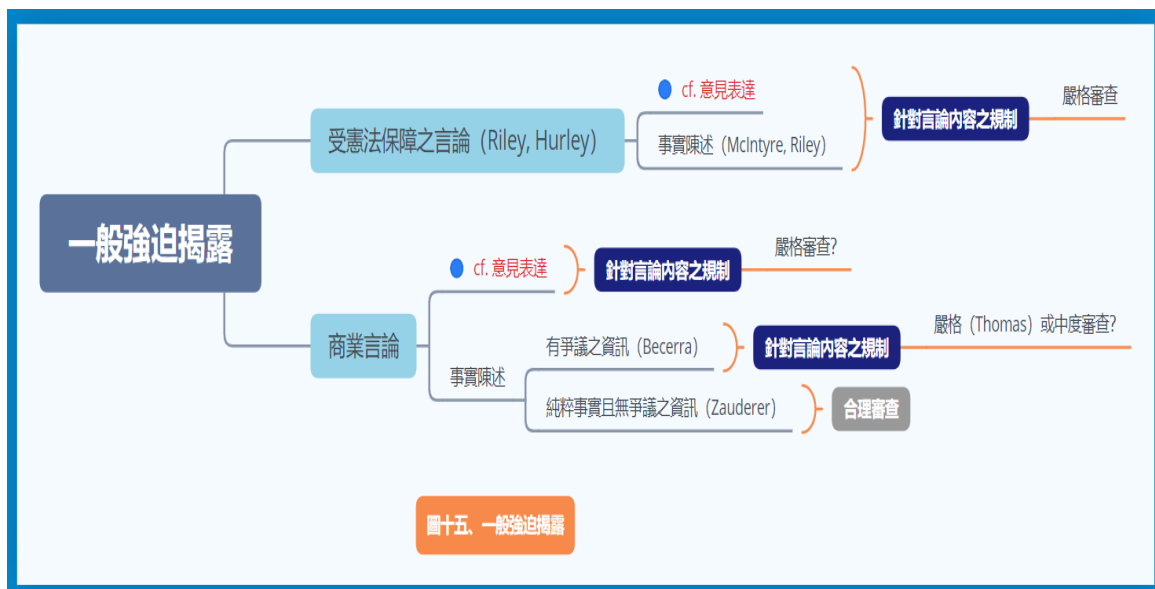 一般強迫揭露
受憲法保障之言論（Riley, Hurley）
cf. 意見表達
事實陳述（McIntyre, Riley）
針對言論內容之規制
嚴格審查
商業言論
cf. 意見表達
針對言論內容之規制
嚴格審查?
事實陳述
有爭議之資訊（Becerra）
針對言論內容之規制
嚴格（Thomas）或中度審查?
純粹事實且無爭議之資訊（Zauderer）
合理審查
圖十五、一般強迫揭露